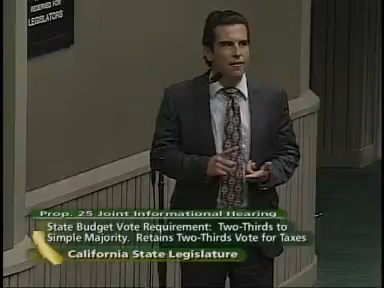 RESERVED FOR
LEGISLATORS
Prop. 25 Joint Informational Hearing
State Budget Vote Requirement: Two-Thirds to
Simple Majority. Retains Two-Thirds Vote for Taxes
California State Legislature